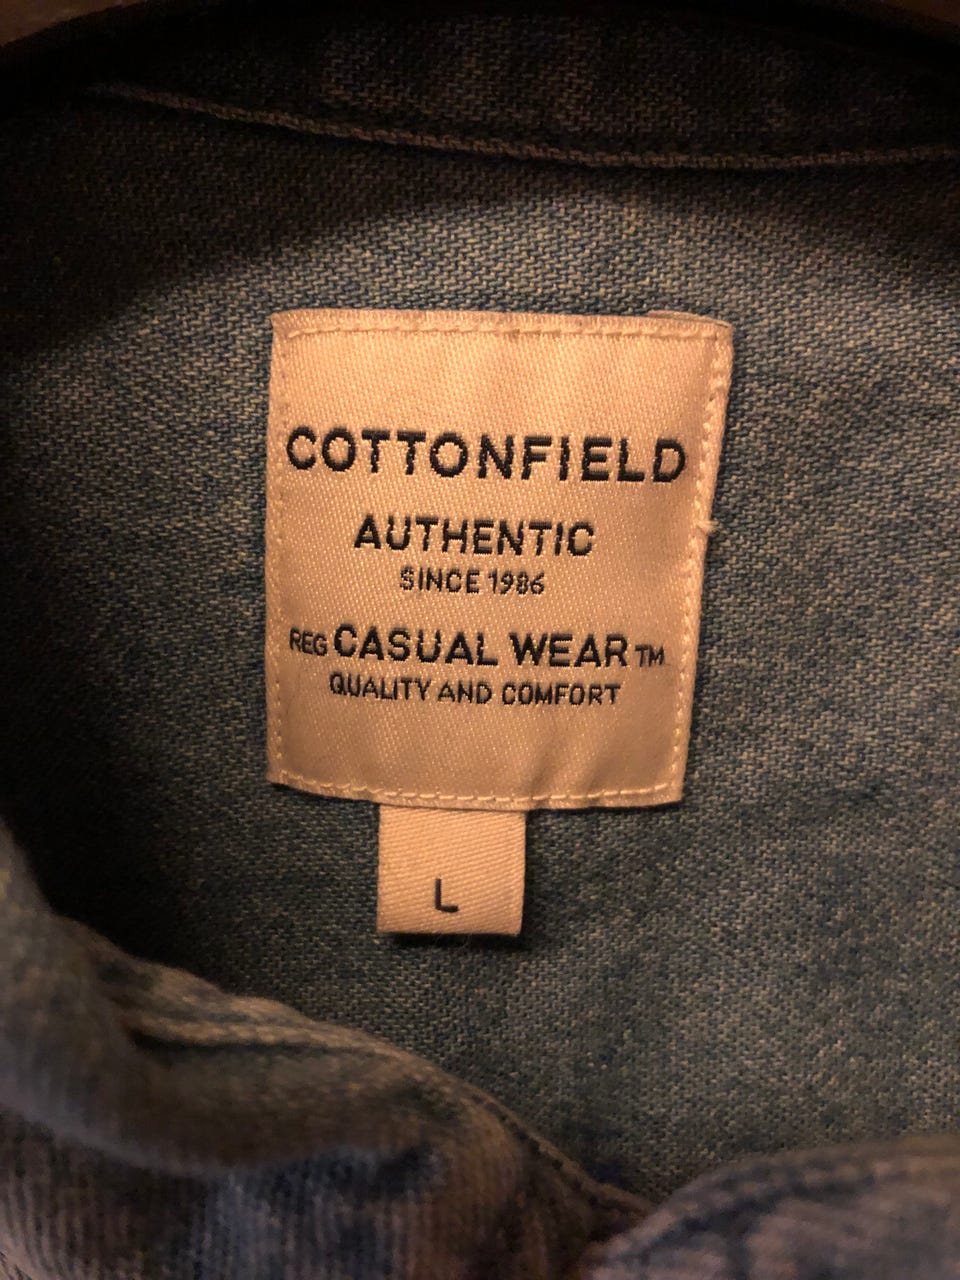 COTTONFIELD
AUTHENTIC
SINCE 1986
REG CASUAL WEAR TM
QUALITY AND COMFORT
L